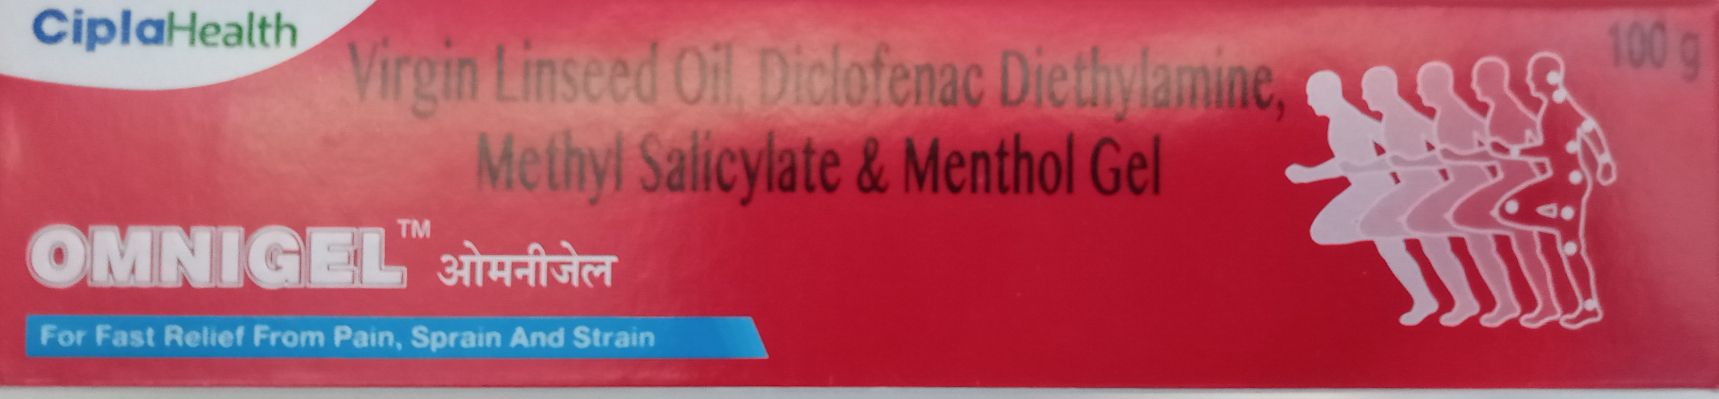 CiplaHealth
100 g
Virgin Linseed Oil, Diclofenac Diethylamine,
Methyl Salicylate & Menthol Gel
OMNIGEL™ ओमनीजेल
For Fast Relief From Pain, Sprain And Strain